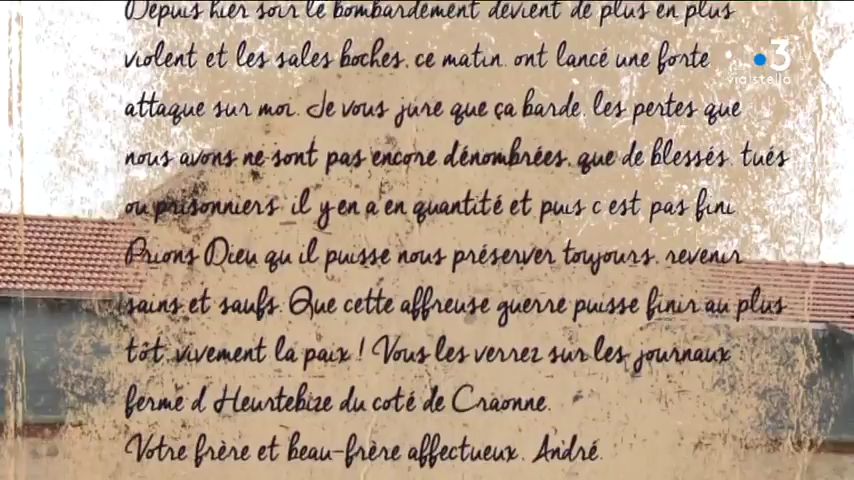 Depuis hier soir le bombardement devient de plus en plus
violent et les sales boches, ce matin, ont lancé une forte
attaque sur moi. Je vous jure que ça barde, les pertes que
nous avons ne sont pas encore dénombrées, que de blessés, tués
ou prisonniers, il y en a en quantité et puis c est pas fini
Prions Dieu qu il puisse nous préserver toujours, revenir
sains et saufs. Que cette affreuse guerre puisse finir au plus
tôt, vivement la paix ! Vous les verrez sur les journaux
ferme d Heurtebize du coté de Craonne.
Votre frère et beau-frère affectueux, André.
3
via stella